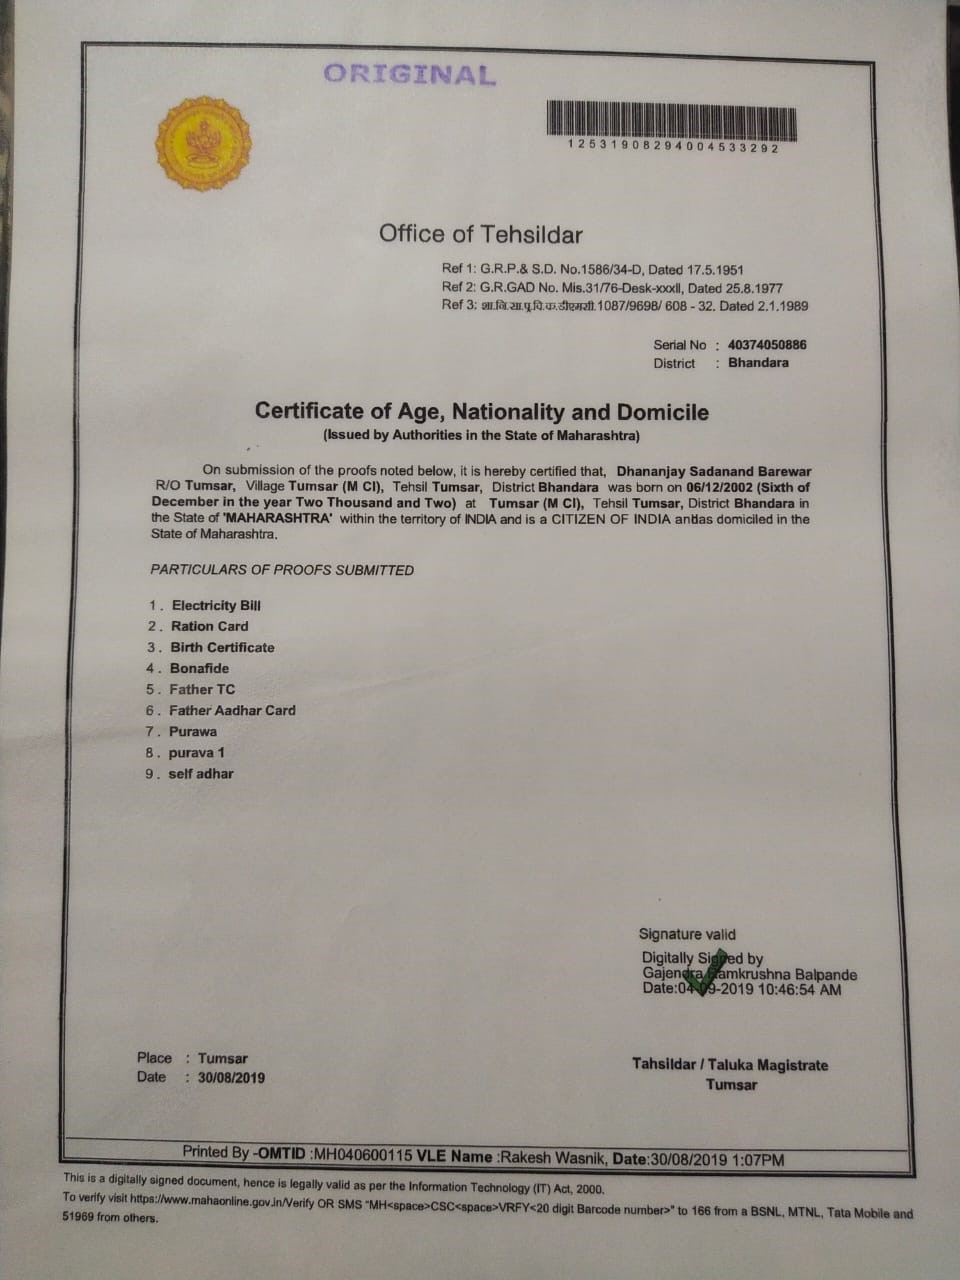 ORIGINAL
12531908294004533292
Office of Tehsildar
Ref 1: G.R.P.& S.D. No.1586/34-D, Dated 17.5.1951
Ref 2: G.R.GAD No. Mis.31/76-Desk-xxxII, Dated 25.8.1977
Ref 3: शा.नि.सा.पू.वि.क.डीएमसी.1087/9698/ 608 - 32. Dated 2.1.1989
Serial No : 40374050886
District : Bhandara
Certificate of Age, Nationality and Domicile
(Issued by Authorities in the State of Maharashtra)
On submission of the proofs noted below, it is hereby certified that, Dhananjay Sadanand Barewar
R/O Tumsar, Village Tumsar (M CI), Tehsil Tumsar, District Bhandara was born on 06/12/2002 (Sixth of
December in the year Two Thousand and Two) at Tumsar (M CI), Tehsil Tumsar, District Bhandara in
the State of 'MAHARASHTRA' within the territory of INDIA and is a CITIZEN OF INDIA and is domiciled in the
State of Maharashtra.
PARTICULARS OF PROOFS SUBMITTED
1 . Electricity Bill
2 . Ration Card
3 . Birth Certificate
4 . Bonafide
5 . Father TC
6 . Father Aadhar Card
7 . Purawa
8 . purava 1
9 . self adhar
Signature valid
Digitally Signed by
Gajendra Ramkrushna Balpande
Date:04-09-2019 10:46:54 AM
Place : Tumsar
Date : 30/08/2019
Tahsildar / Taluka Magistrate
Tumsar
Printed By -OMTID :MH040600115 VLE Name :Rakesh Wasnik, Date:30/08/2019 1:07PM
This is a digitally signed document, hence is legally valid as per the Information Technology (IT) Act, 2000.
To verify visit https://www.mahaonline.gov.in/Verify OR SMS "MH<space>CSC<space>VRFY<20 digit Barcode number>" to 166 from a BSNL, MTNL, Tata Mobile and
51969 from others.